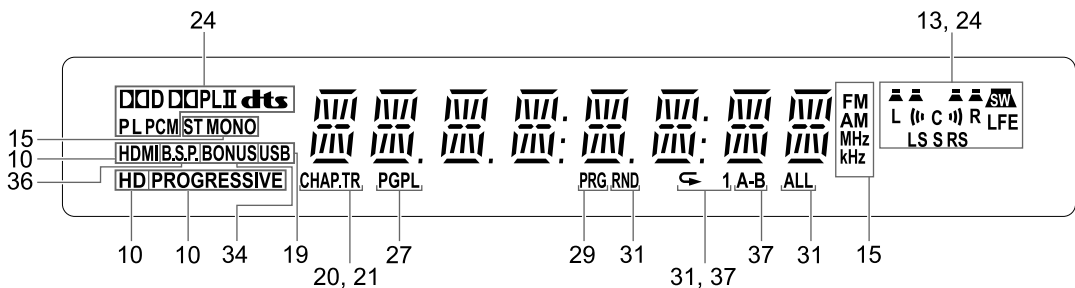 24
13, 24
DD D DD PL II dts
PL PCM ST MONO
HDMI B.S.P. BONUS USB
HD PROGRESSIVE
15
10
36
CHAP. TR
PGPL
PRG RND
1 A-B
ALL
FM
AM
MHz
kHz
SW
L C R LFE
LS S RS
10
10
34
19
20, 21
27
29
31
31, 37
37
31
15